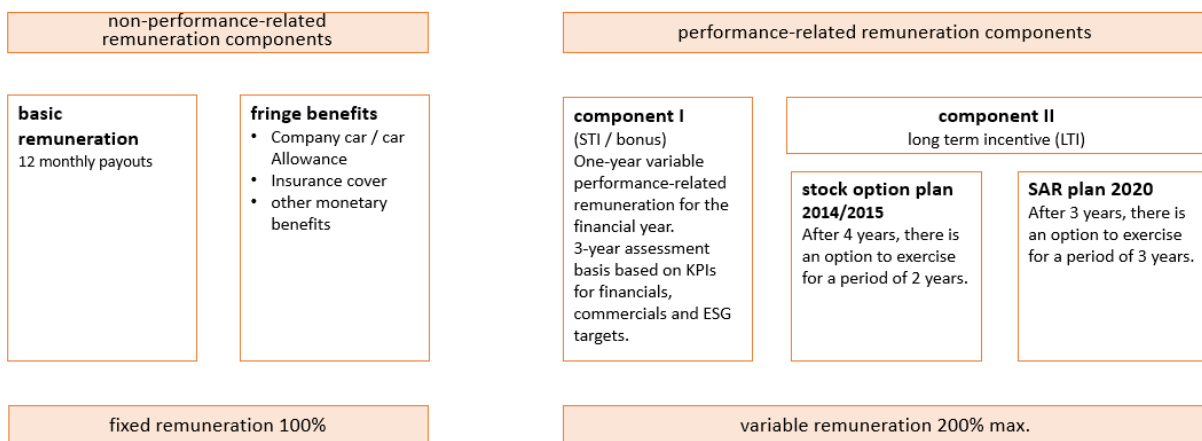 non-performance-related
remuneration components
performance-related remuneration components
basic
remuneration
12 monthly payouts
fringe benefits
• Company car / car
Allowance
• Insurance cover
• other monetary
benefits
component I
(STI / bonus)
One-year variable
performance-related
remuneration for the
financial year.
3-year assessment
basis based on KPIs
for financials,
commercials and ESG
targets.
component II
long term incentive (LTI)
stock option plan
2014/2015
After 4 years, there is
an option to exercise
for a period of 2 years.
SAR plan 2020
After 3 years, there is
an option to exercise
for a period of 3 years.
fixed remuneration 100%
variable remuneration 200% max.